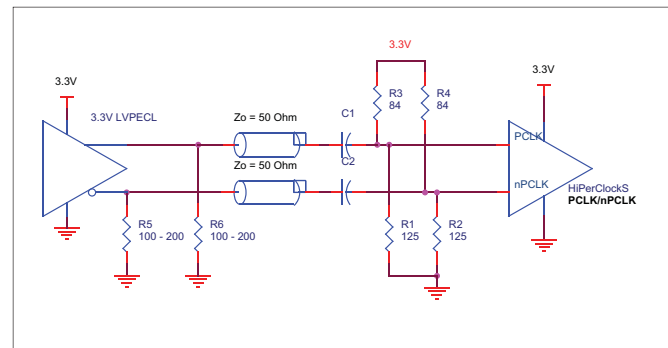 3.3V
3.3V
3.3V
3.3V LVPECL
Zo = 50 Ohm
C1
R3
84
R4
84
Zo = 50 Ohm
C2
PCLK
nPCLK
HiPerClockS
PCLK/nPCLK
R5
100 - 200
R6
100 - 200
R1
125
R2
125